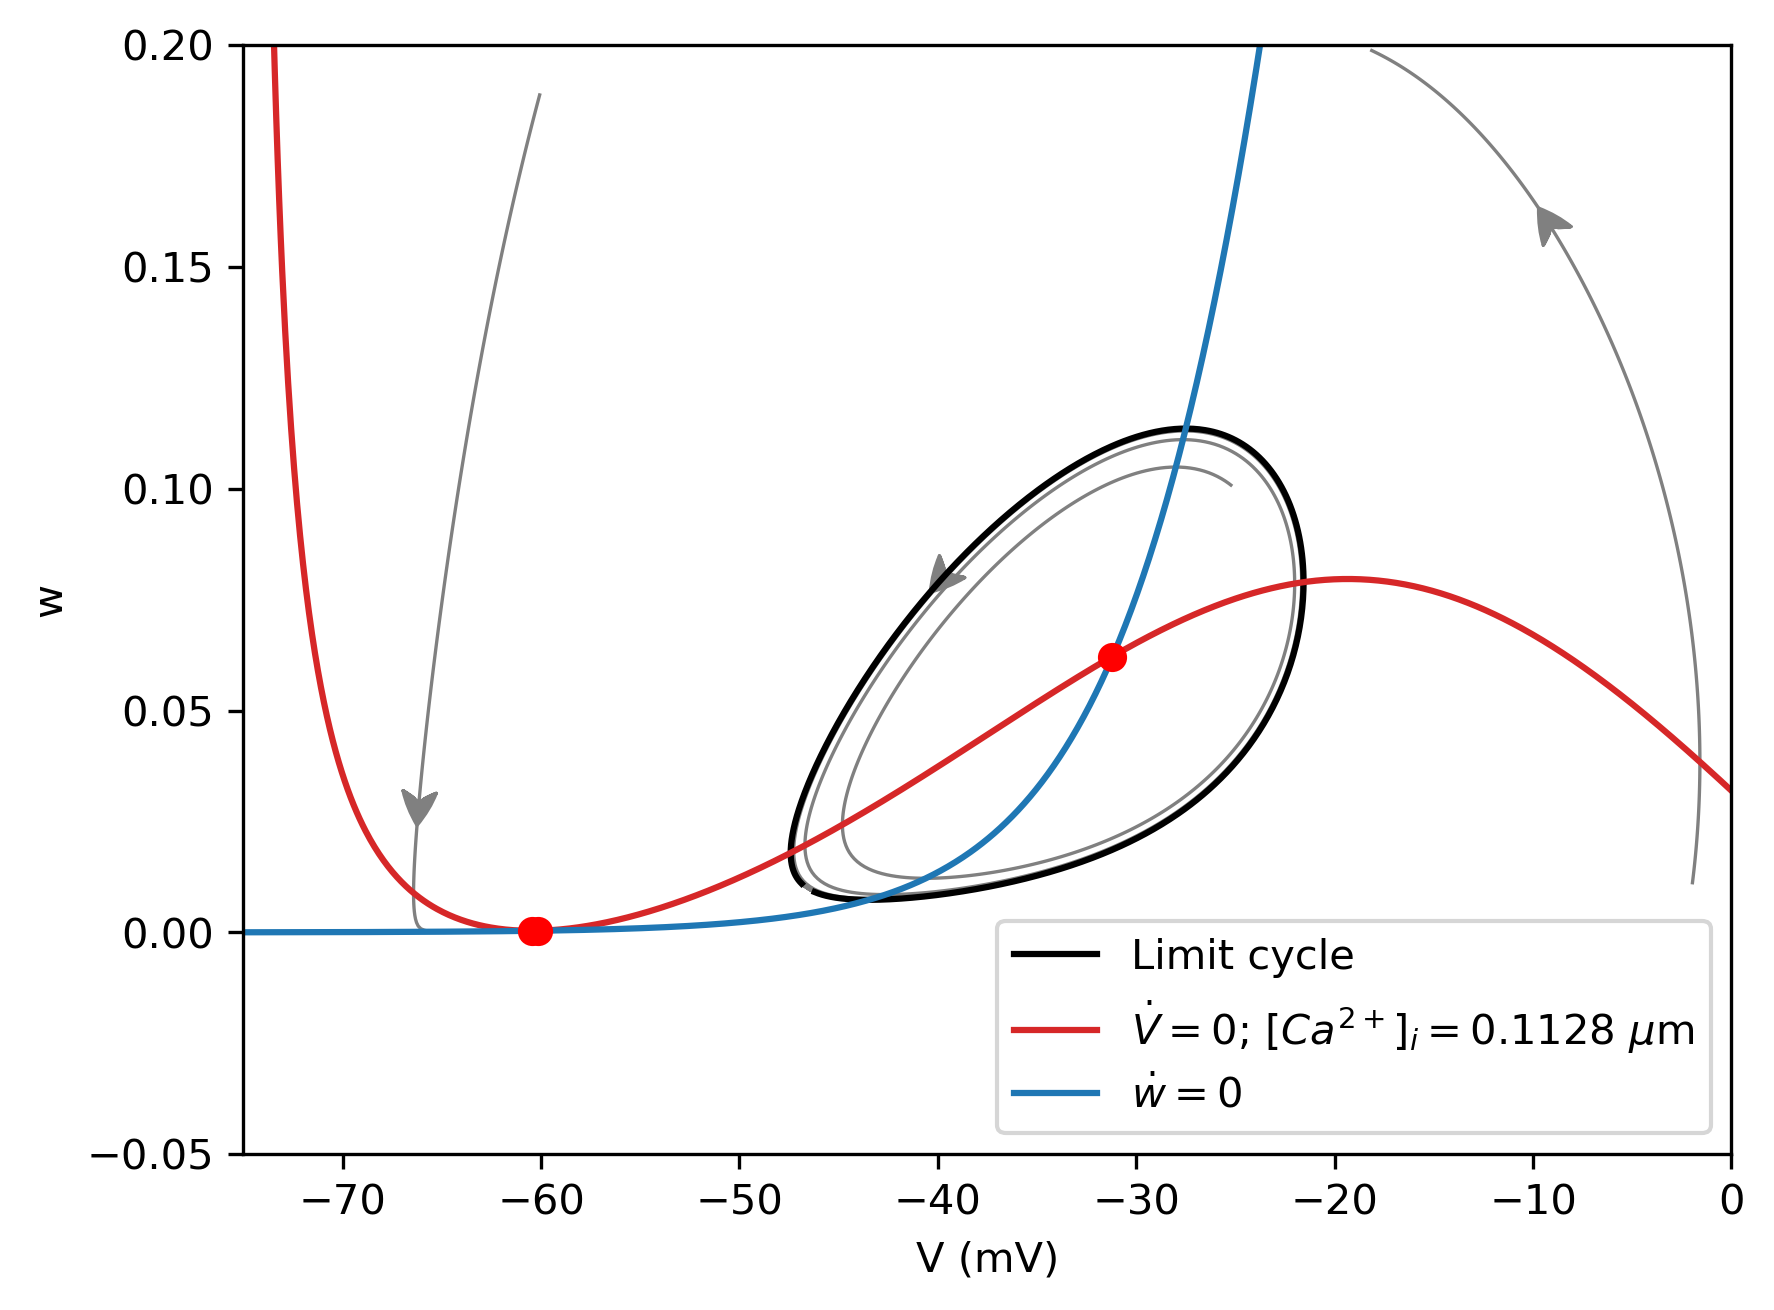 0.20
0.15
0.10
0.05
0.00
−0.05
w
−70 −60 −50 −40 −30 −20 −10 0
V (mV)
Limit cycle
V̇ = 0; [Ca²⁺]ᵢ = 0.1128 μm
ẇ = 0